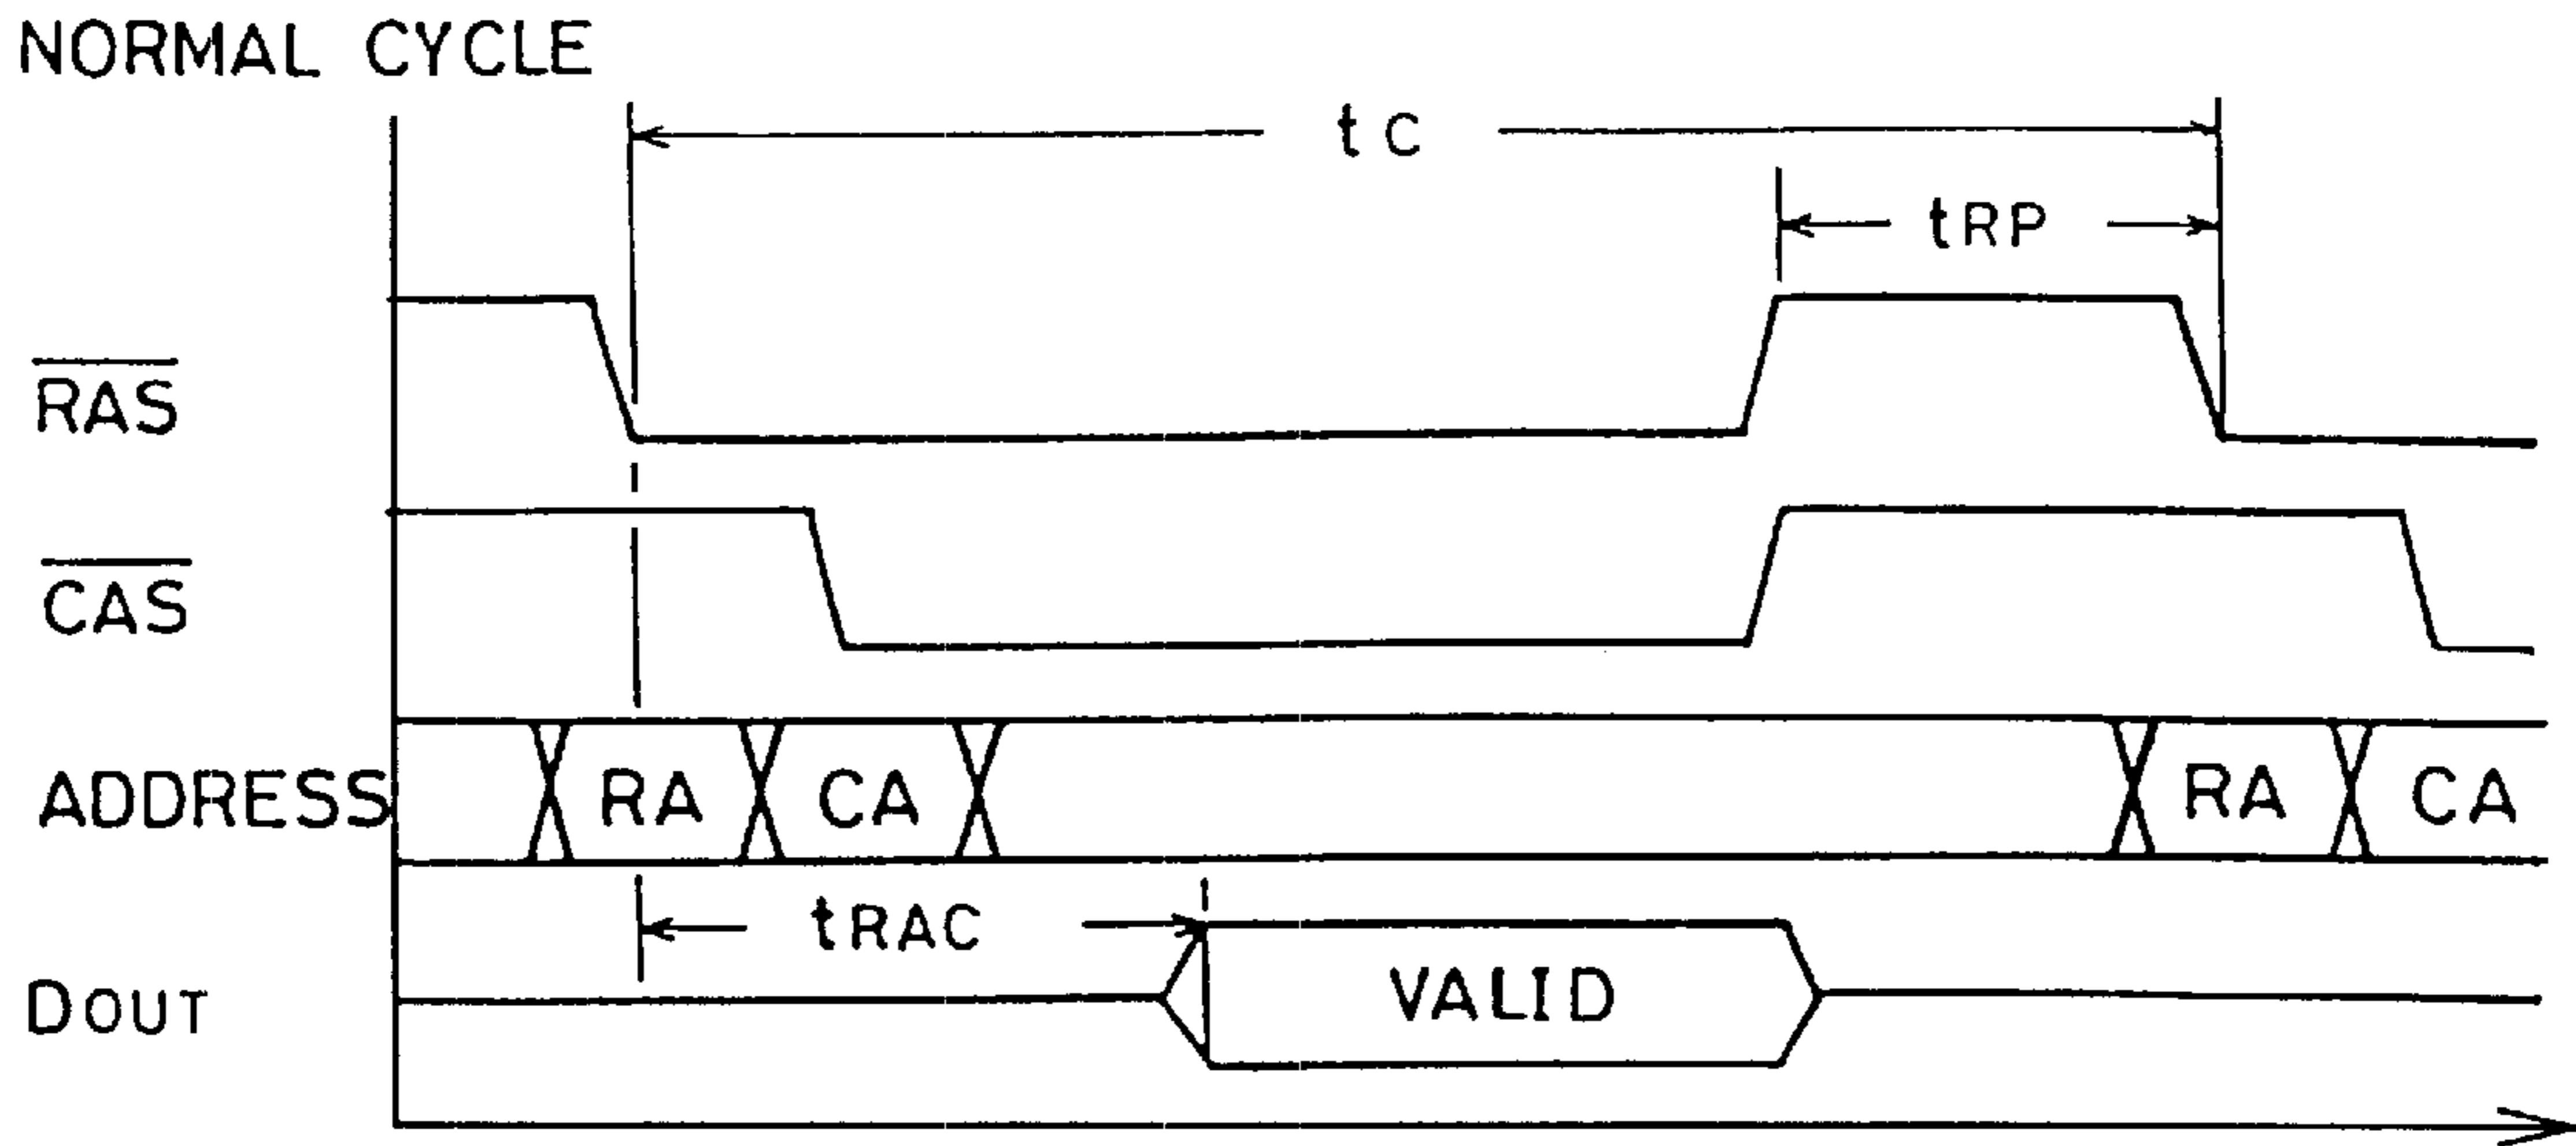 NORMAL CYCLE
tC
tRP
RAS
CAS
ADDRESS RA CA RA CA
tRAC
DOUT VALID